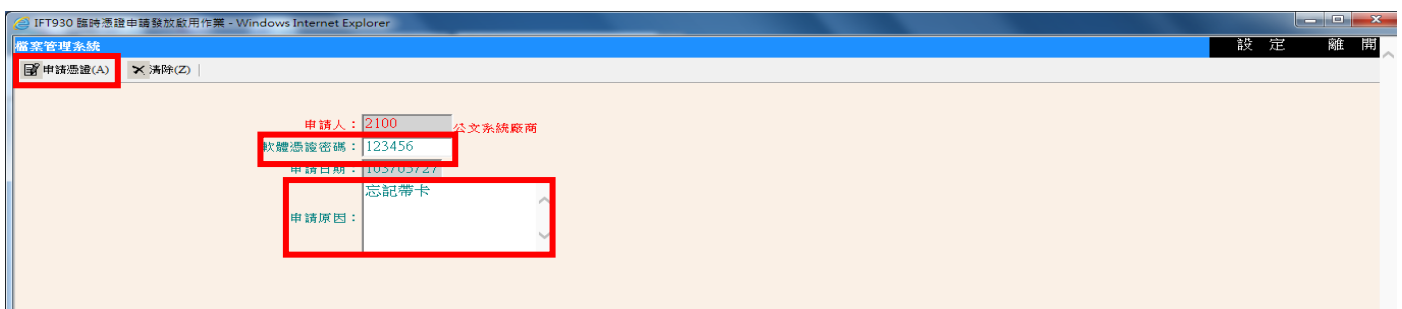 IFT930 臨時憑證申請發放啟用作業 - Windows Internet Explorer
檔案管理系統 設 定 離 開
申請憑證(A) 清除(Z)
申請人：2100 公文系統廠商
軟體憑證密碼：123456
申請日期：103/03/27
忘記帶卡
申請原因：